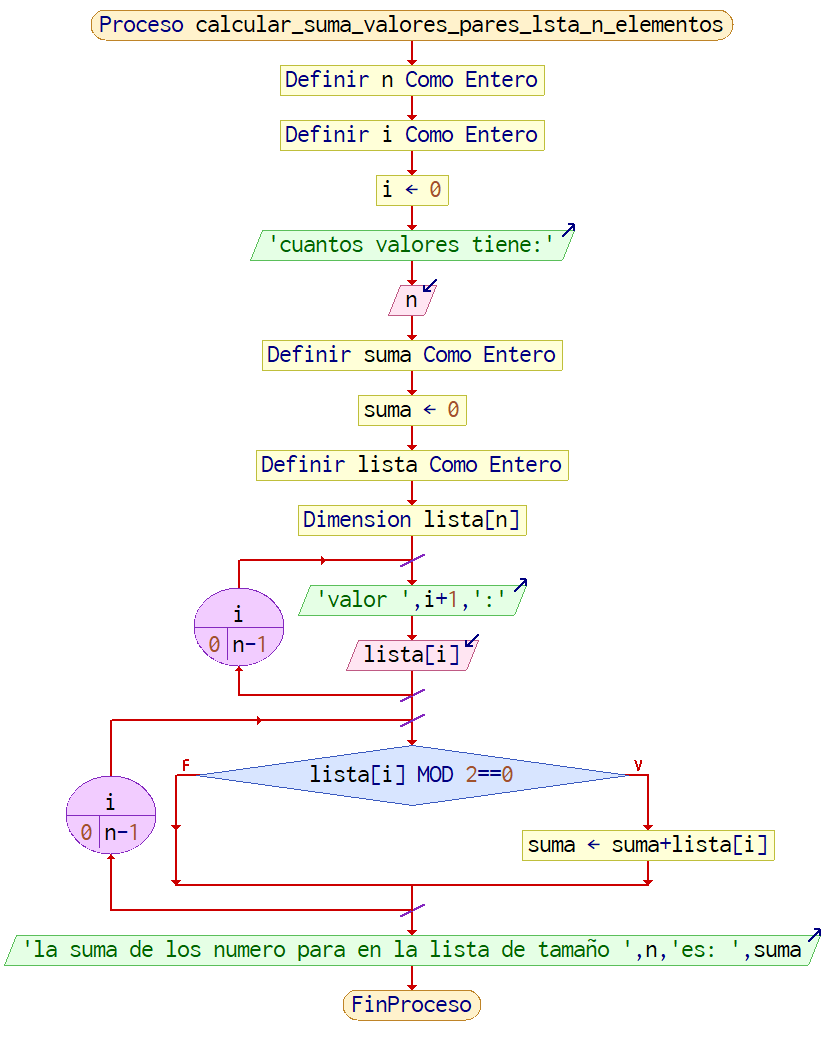 Proceso calcular_suma_valores_pares_lsta_n_elementos
Definir n Como Entero
Definir i Como Entero
i ← 0
'cuantos valores tiene:'
n
Definir suma Como Entero
suma ← 0
Definir lista Como Entero
Dimension lista[n]
i
0 n-1
'valor ',i+1,':'
lista[i]
i
0 n-1
F
lista[i] MOD 2==0
V
suma ← suma+lista[i]
'la suma de los numero para en la lista de tamaño ',n,'es: ',suma
FinProceso